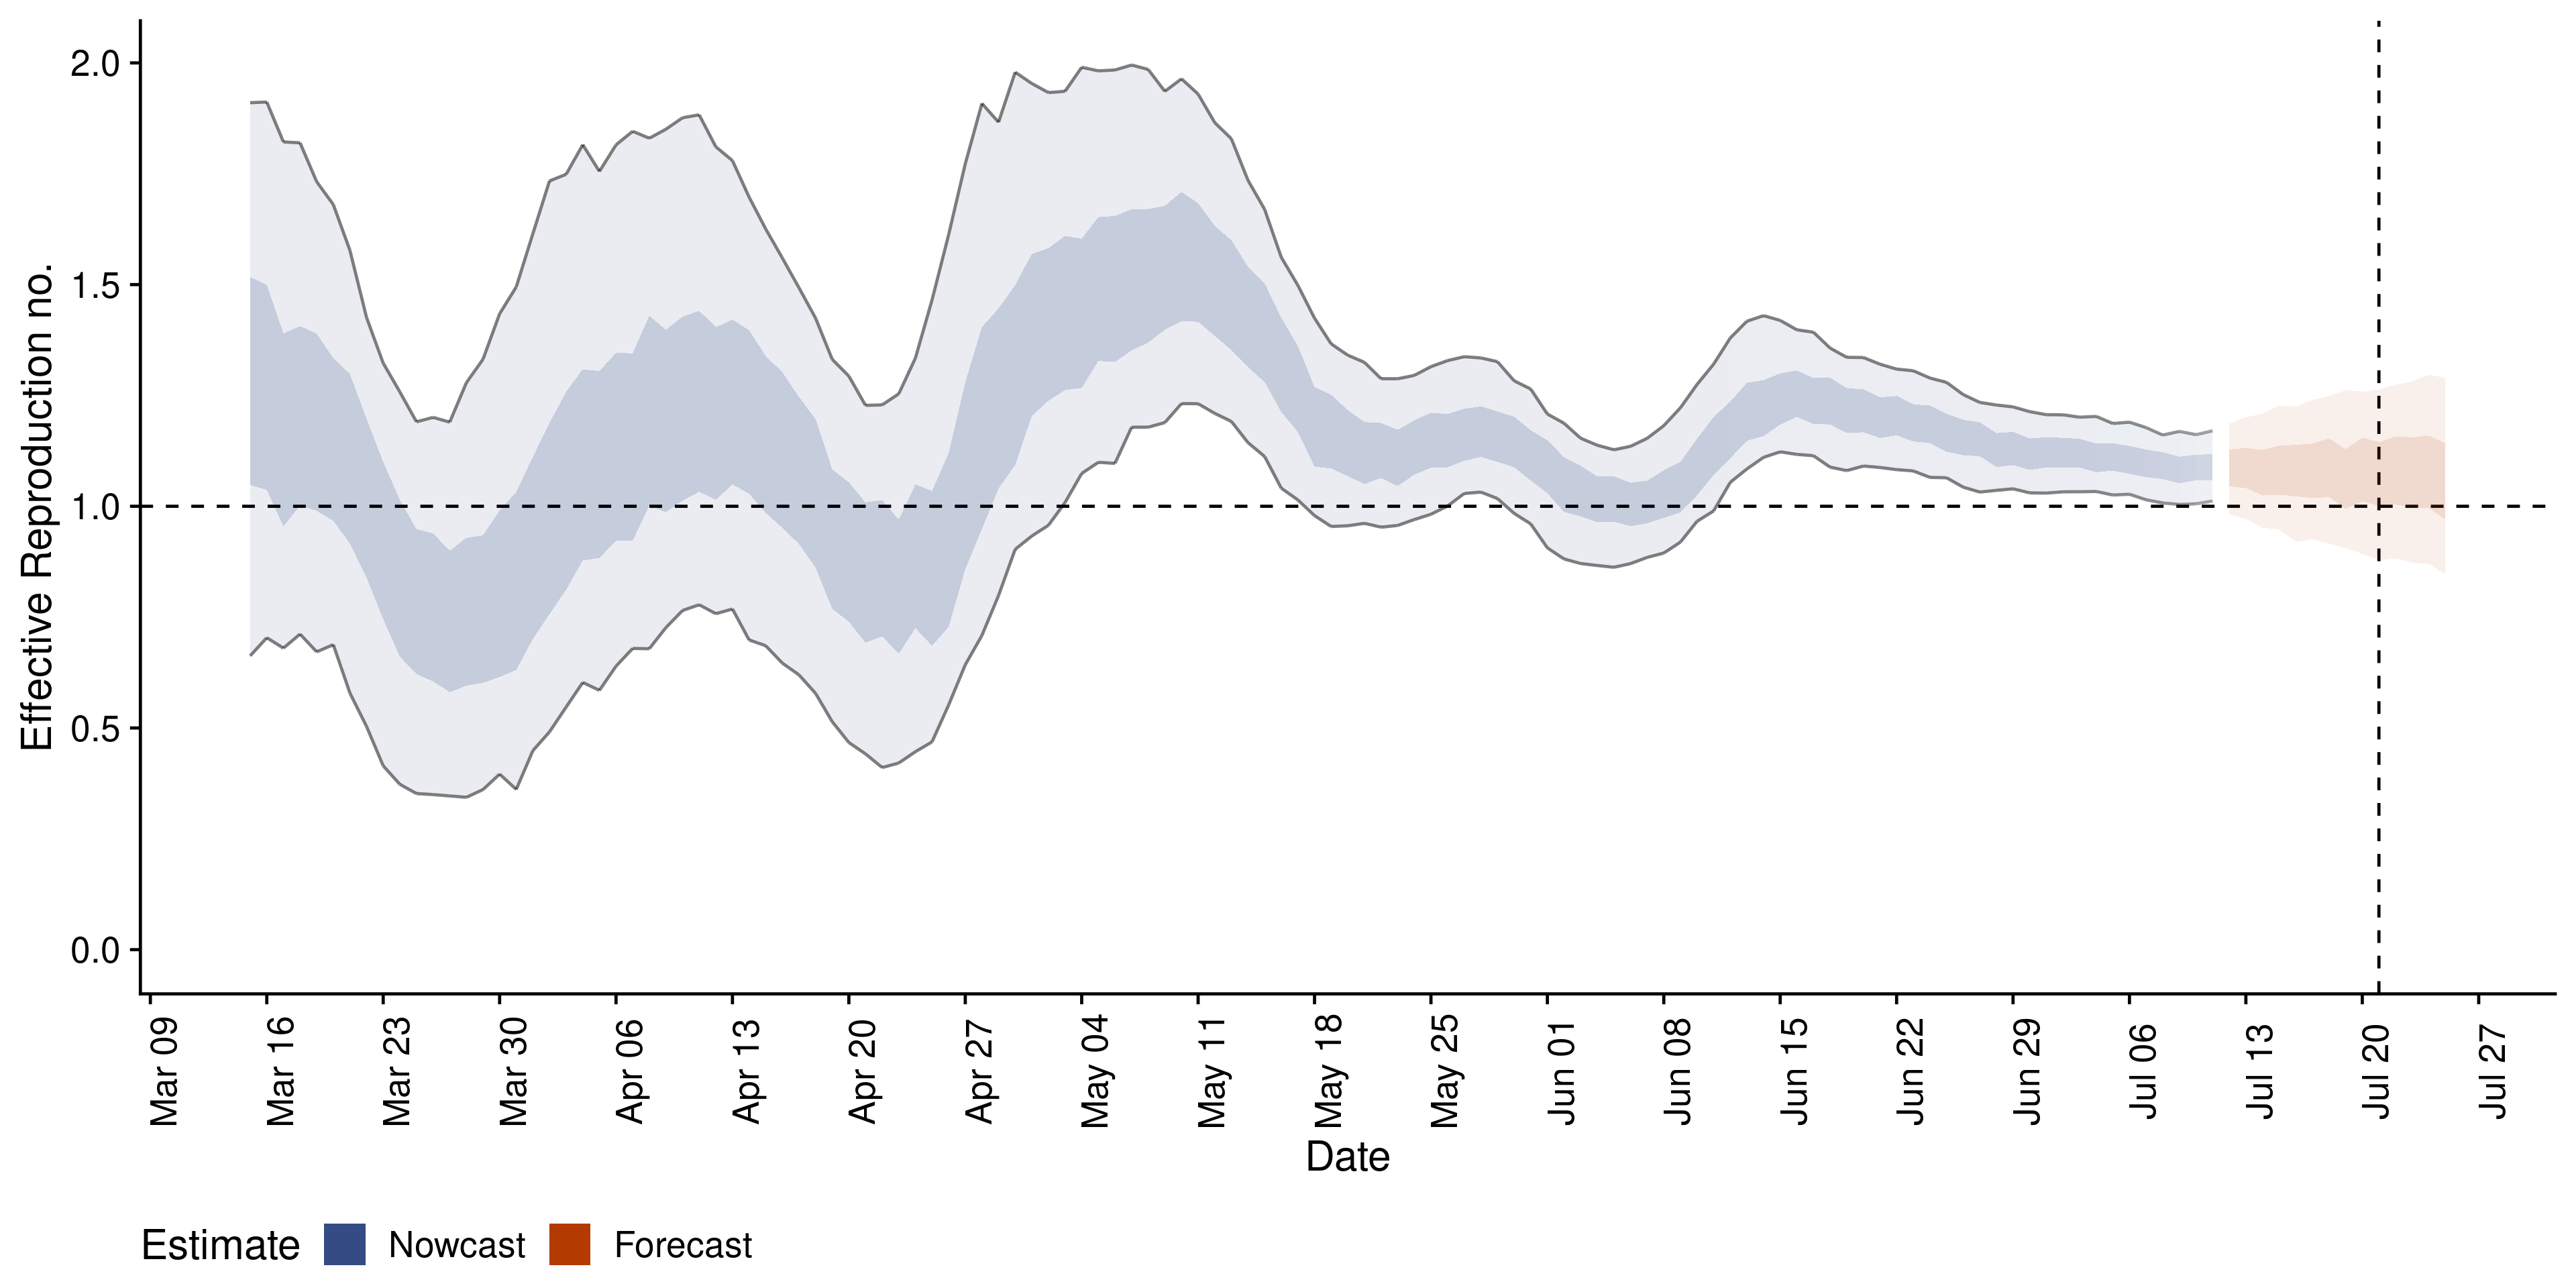 Effective Reproduction no.
2.0
1.5
1.0
0.5
0.0
Mar 09
Mar 16
Mar 23
Mar 30
Apr 06
Apr 13
Apr 20
Apr 27
May 04
May 11
May 18
May 25
Jun 01
Jun 08
Jun 15
Jun 22
Jun 29
Jul 06
Jul 13
Jul 20
Jul 27
Date
Estimate Nowcast Forecast